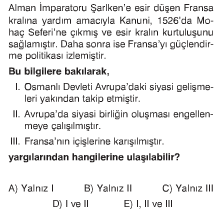 Alman İmparatoru Şarlken'e esir düşen Fransa
kralına yardım amacıyla Kanuni, 1526'da Mo-
haç Seferi'ne çıkmış ve esir kralın kurtuluşunu
sağlamıştır. Daha sonra ise Fransa'yı güçlendir-
me politikası izlemiştir.
Bu bilgilere bakılarak,
I. Osmanlı Devleti Avrupa'daki siyasi gelişme-
leri yakından takip etmiştir.
II. Avrupa'da siyasi birliğin oluşması engellen-
meye çalışılmıştır.
III. Fransa'nın içişlerine karışılmıştır.
yargılarından hangilerine ulaşılabilir?
A) Yalnız I B) Yalnız II C) Yalnız III
D) I ve II E) I, II ve III